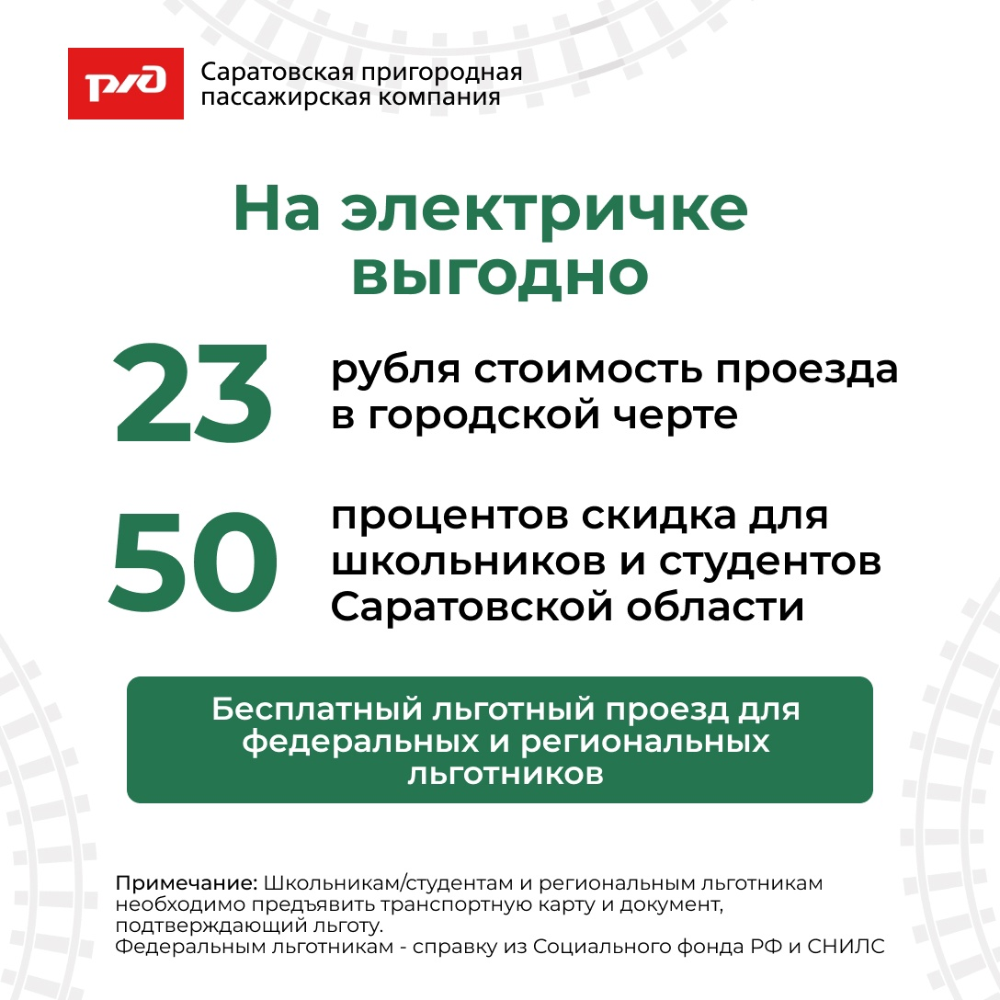 РЖД
Саратовская пригородная
пассажирская компания
На электричке
выгодно
23
рубля стоимость проезда
в городской черте
50
процентов скидка для
школьников и студентов
Саратовской области
Бесплатный льготный проезд для
федеральных и региональных
льготников
Примечание: Школьникам/студентам и региональным льготникам
необходимо предъявить транспортную карту и документ,
подтверждающий льготу.
Федеральным льготникам - справку из Социального фонда РФ и СНИЛС